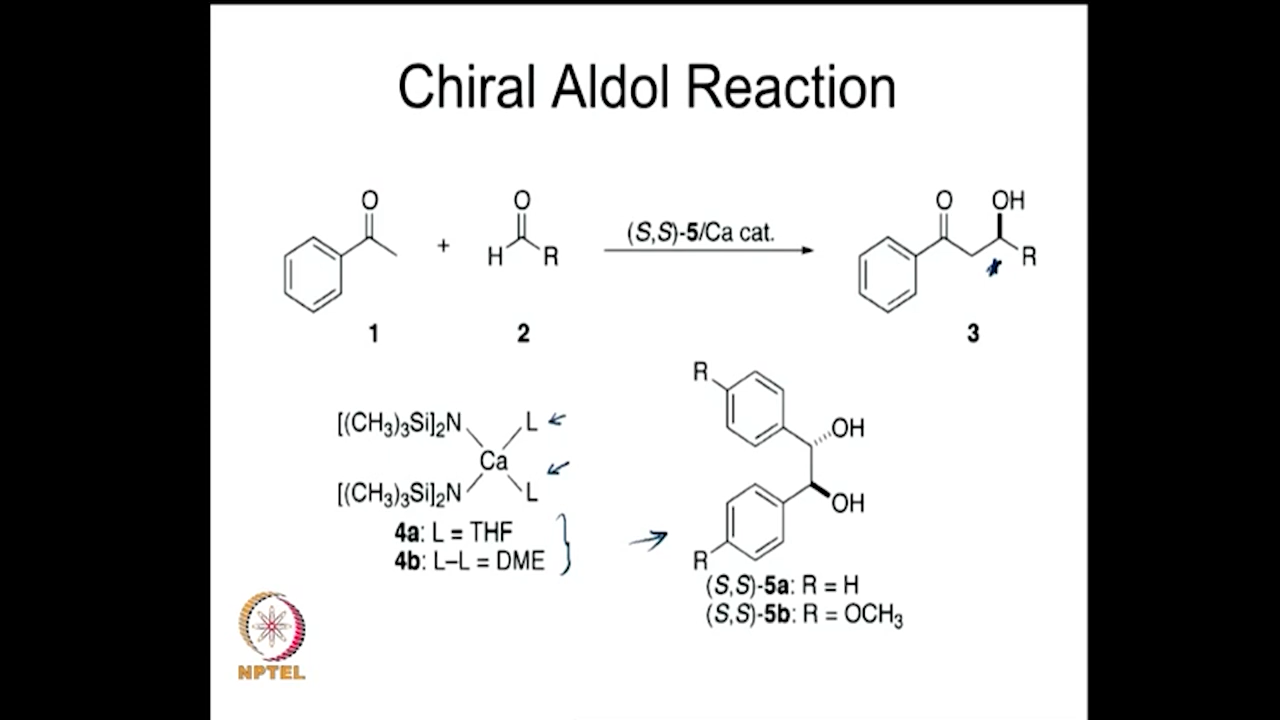 Chiral Aldol Reaction
O
+
O
H
R
(S,S)-5/Ca cat.
O
OH
R
1
2
3
[(CH₃)₃Si]₂N
L
Ca
[(CH₃)₃Si]₂N
L
4a: L = THF
4b: L–L = DME
R
OH
OH
R
(S,S)-5a: R = H
(S,S)-5b: R = OCH₃
NPTEL